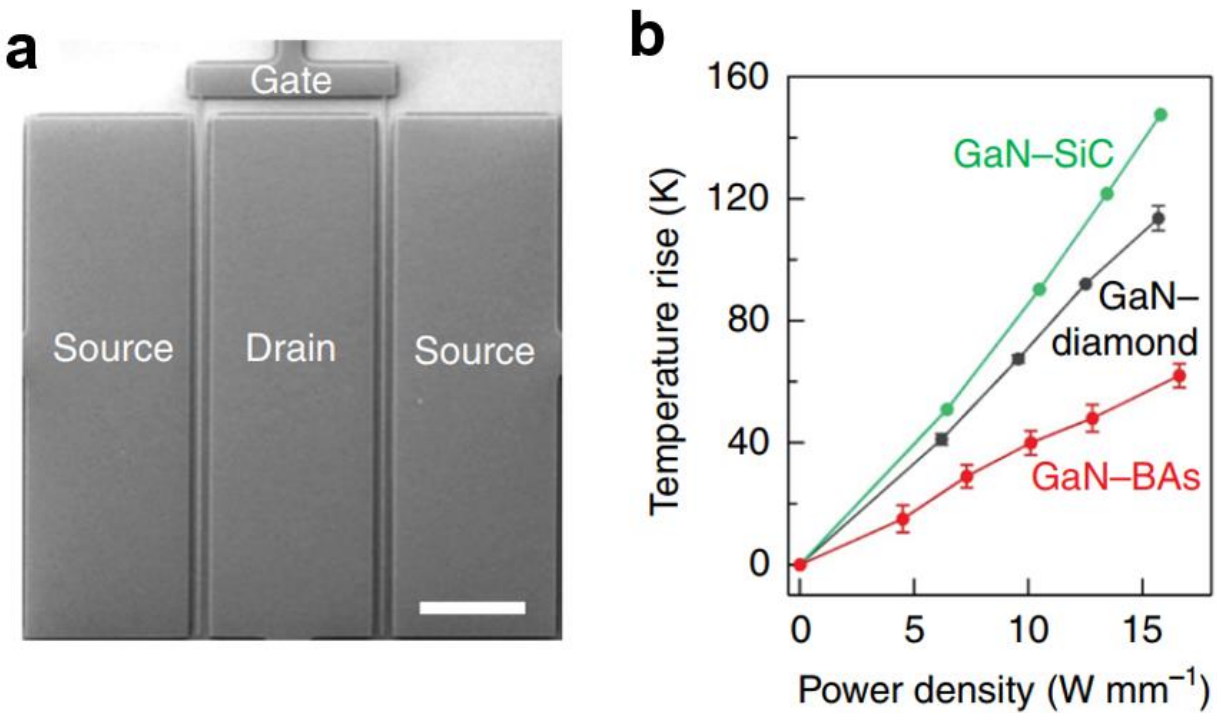 a
Gate
Source
Drain
Source
b
160
120
80
40
0
Temperature rise (K)
GaN–SiC
GaN–
diamond
GaN–BAs
0 5 10 15
Power density (W mm⁻¹)